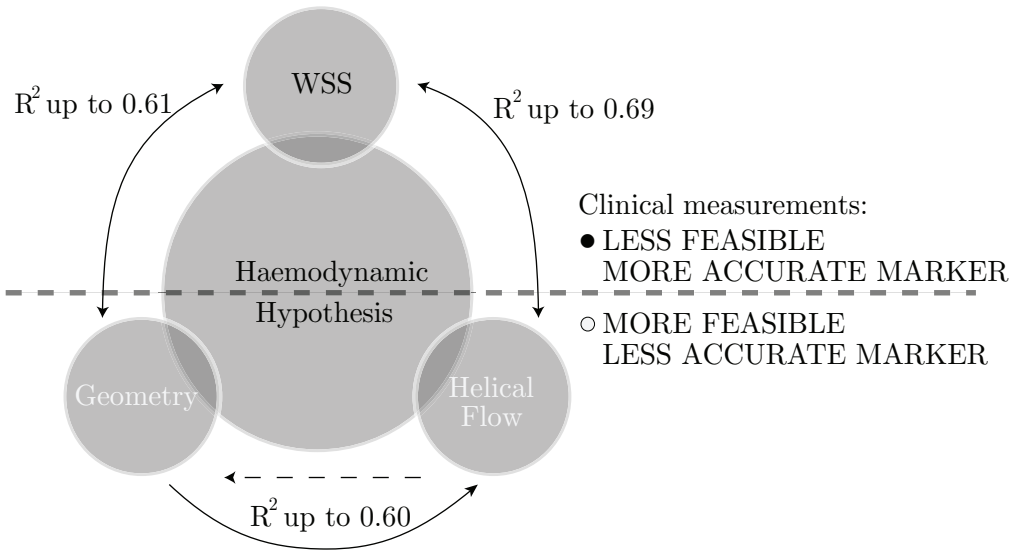 WSS
R² up to 0.61
R² up to 0.69
Clinical measurements:
● LESS FEASIBLE
MORE ACCURATE MARKER
Haemodynamic
Hypothesis
○ MORE FEASIBLE
LESS ACCURATE MARKER
Geometry
Helical
Flow
R² up to 0.60